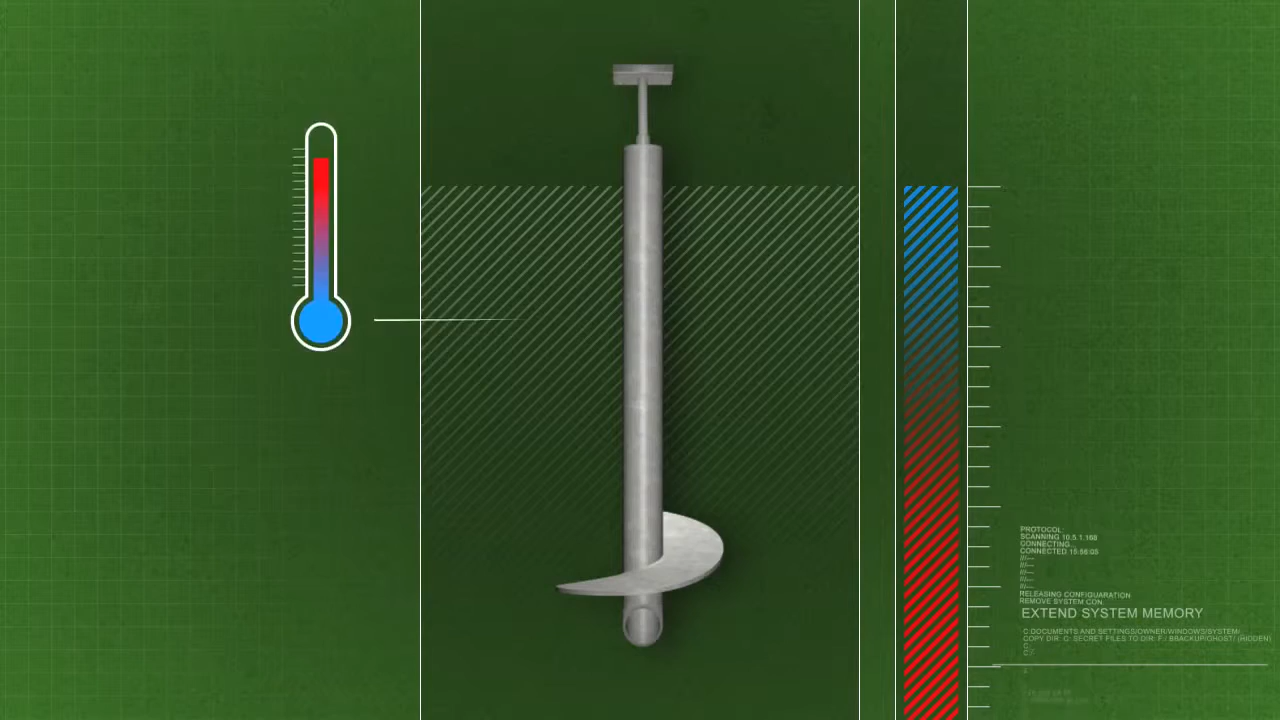 PROTOCOL:
SCANNING 10.5.1.168
CONNECTING...
CONNECTED 15:56:05
///---
///---
///---
///---
///---
RELEASING CONFIGUARATION
REMOVE SYSTEM CON.
EXTEND SYSTEM MEMORY
C:DOCUMENTS AND SETTINGS/OWNER/WINDOWS/SYSTEM/
COPY DIR: C: SECRET FILES TO DIR: F:/ BBACKUP/GHOST/ (HIDDEN)
C:
C:/